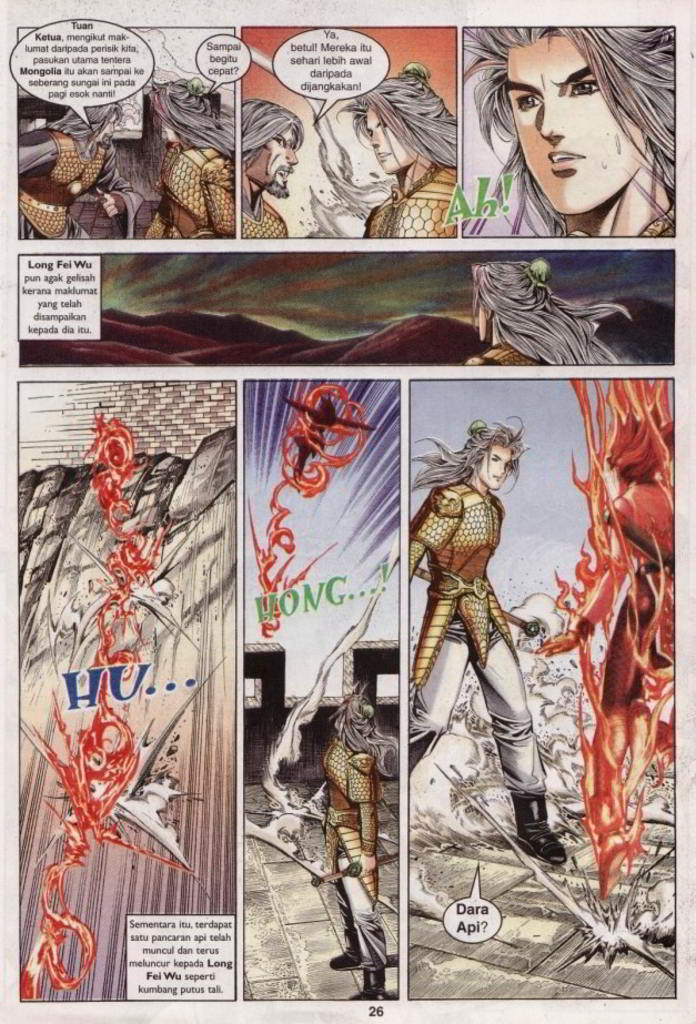 Tuan
Ketua, mengikut mak-
lumat daripada perisik kita,
pasukan utama tentera
Mongolia itu akan sampai ke
seberang sungai ini pada
pagi esok nanti!
Sampai
begitu
cepat?
Ya,
betul! Mereka itu
sehari lebih awal
daripada
dijangkakan!
Ah!
Long Fei Wu
pun agak gelisah
kerana maklumat
yang telah
disampaikan
kepada dia itu.
HU...
Sementara itu, terdapat
satu pancaran api telah
muncul dan terus
meluncur kepada Long
Fei Wu seperti
kumbang putus tali.
HONG...!
Dara
Api?
26